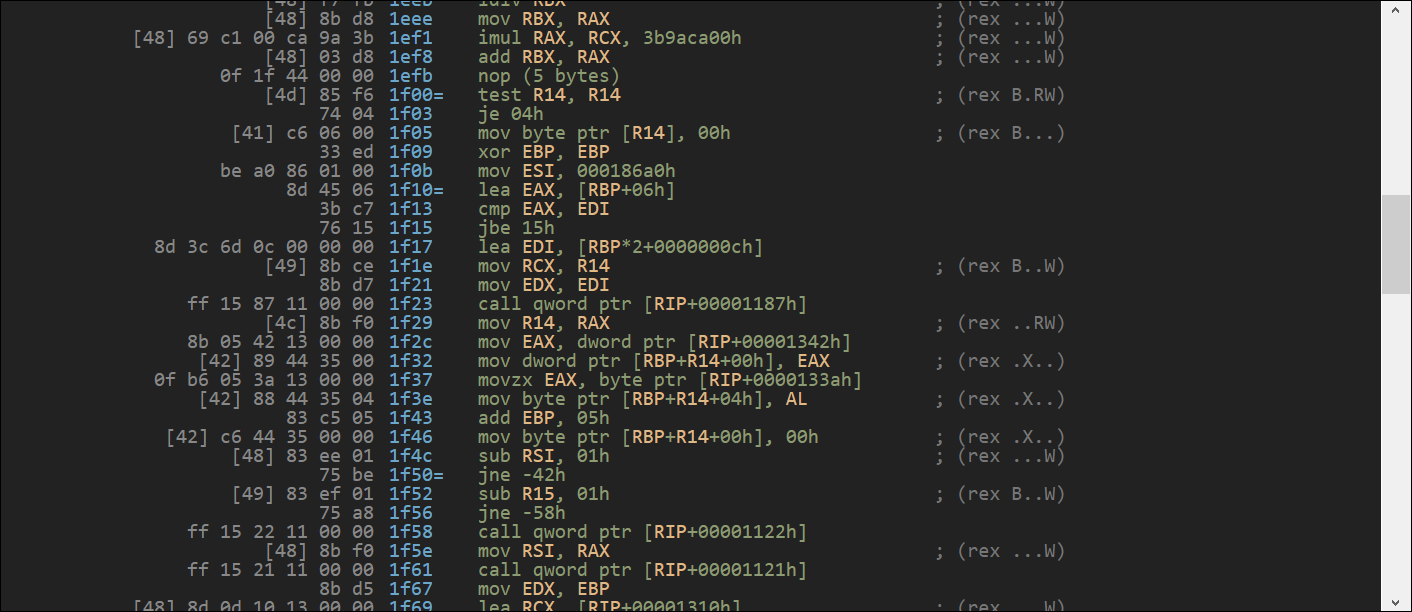 [48] f7 fb 1eeb idiv RBX ; (rex ...W)
[48] 8b d8 1eee mov RBX, RAX ; (rex ...W)
[48] 69 c1 00 ca 9a 3b 1ef1 imul RAX, RCX, 3b9aca00h ; (rex ...W)
[48] 03 d8 1ef8 add RBX, RAX ; (rex ...W)
0f 1f 44 00 00 1efb nop (5 bytes)
[4d] 85 f6 1f00= test R14, R14 ; (rex B.RW)
74 04 1f03 je 04h
[41] c6 06 00 1f05 mov byte ptr [R14], 00h ; (rex B...)
33 ed 1f09 xor EBP, EBP
be a0 86 01 00 1f0b mov ESI, 000186a0h
8d 45 06 1f10= lea EAX, [RBP+06h]
3b c7 1f13 cmp EAX, EDI
76 15 1f15 jbe 15h
8d 3c 6d 0c 00 00 00 1f17 lea EDI, [RBP*2+0000000ch]
[49] 8b ce 1f1e mov RCX, R14 ; (rex B..W)
8b d7 1f21 mov EDX, EDI
ff 15 87 11 00 00 1f23 call qword ptr [RIP+00001187h]
[4c] 8b f0 1f29 mov R14, RAX ; (rex ..RW)
8b 05 42 13 00 00 1f2c mov EAX, dword ptr [RIP+00001342h]
[42] 89 44 35 00 1f32 mov dword ptr [RBP+R14+00h], EAX ; (rex .X..)
0f b6 05 3a 13 00 00 1f37 movzx EAX, byte ptr [RIP+0000133ah]
[42] 88 44 35 04 1f3e mov byte ptr [RBP+R14+04h], AL ; (rex .X..)
83 c5 05 1f43 add EBP, 05h
[42] c6 44 35 00 00 1f46 mov byte ptr [RBP+R14+00h], 00h ; (rex .X..)
[48] 83 ee 01 1f4c sub RSI, 01h ; (rex ...W)
75 be 1f50= jne -42h
[49] 83 ef 01 1f52 sub R15, 01h ; (rex B..W)
75 a8 1f56 jne -58h
ff 15 22 11 00 00 1f58 call qword ptr [RIP+00001122h]
[48] 8b f0 1f5e mov RSI, RAX ; (rex ...W)
ff 15 21 11 00 00 1f61 call qword ptr [RIP+00001121h]
8b d5 1f67 mov EDX, EBP
[48] 8d 0d 10 13 00 00 1f69 lea RCX, [RIP+00001310h] ; (rex ...W)